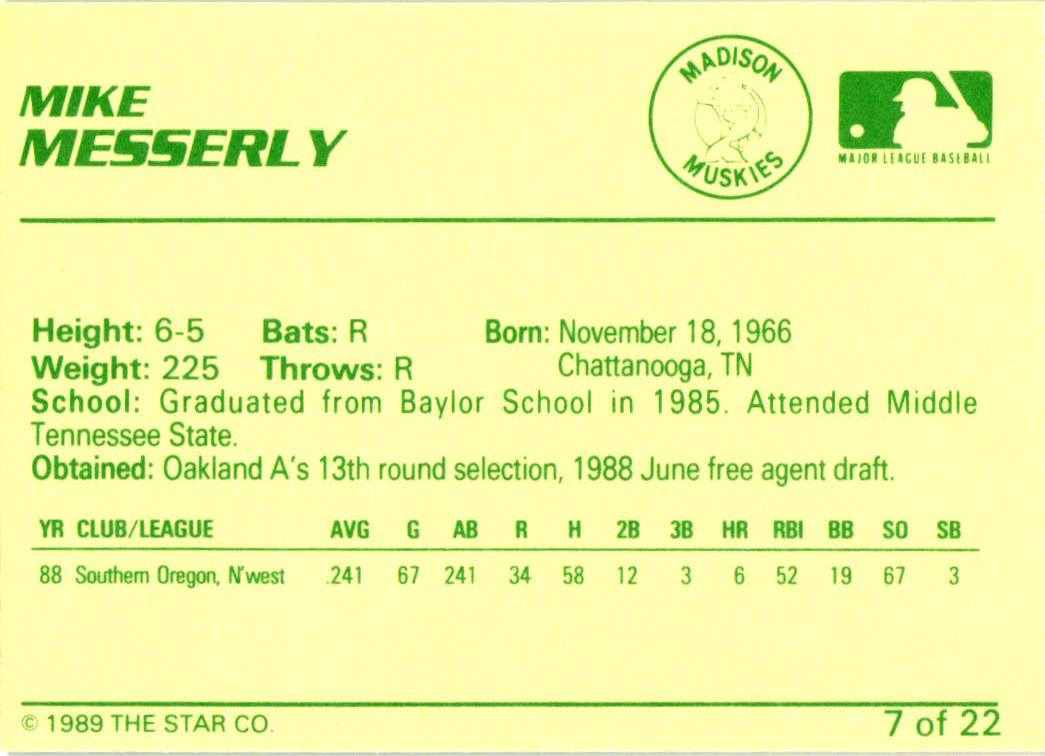 MIKE
MESSERLY
MADISON
MUSKIES
MAJOR LEAGUE BASEBALL
Height: 6-5 Bats: R Born: November 18, 1966
Weight: 225 Throws: R Chattanooga, TN
School: Graduated from Baylor School in 1985. Attended Middle
Tennessee State.
Obtained: Oakland A's 13th round selection, 1988 June free agent draft.
YR CLUB/LEAGUE AVG G AB R H 2B 3B HR RBI BB SO SB
88 Southern Oregon, N'west .241 67 241 34 58 12 3 6 52 19 67 3
© 1989 THE STAR CO.
7 of 22